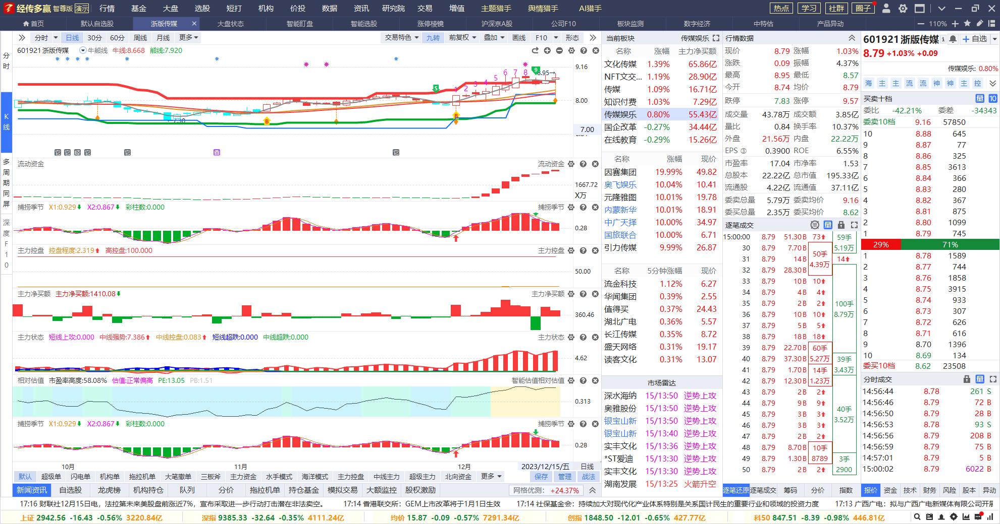 经传多赢 智尊版 演示 行情 基金 大盘 选股 短打 机构 价投 数据 资讯 研究院 交易 增值 主题猎手 舆情猎手 AI猎手 热点 学习 社群 圈子
首页 默认自选股 浙版传媒 大盘状态 智能盯盘 智能选股 涨停棱镜 沪深京A股 公司F10 板块监测 数字经济 中特估 产品异动 110%
分时 日线 30分 60分 周线 月线 更多 交易特色 九转 前复权 叠加 画线 F10 形态
分时
K线
多周期同屏
深度F10
601921 浙版传媒 牛熊线 牛线:8.668 熊线:7.920
9.16
8.00
7.00
1 2 3 4 5 6 7 8 9
8.95→
←7.30
S
B
B
它 它 经 它 它 香 它
流动资金 流动资金
1667.72
X万
捕捞季节 X1:0.929 X2:0.867 彩柱数:0.000 捕捞季节
0.28
主力控盘 控盘程度:2.319 高控盘:100.000 主力控盘
50.00
主力净买额 主力净买额:1410.08 主力净买额
360.46
主力状态 短线上攻:0.000 中线强势:7.386 中线控盘:0.083 短线超跌:0.000 中线超跌:0.000 主力状态
4.62
相对估值 市盈率高度:58.08% 估值:正常偏高 PE:13.05 PB:1.51 智能估值相对估值
0.313
捕捞季节 X1:0.929 X2:0.867 彩柱数:0.000 捕捞季节
0.28
10月 11月 12月 2023/12/15/五 日线
默认 超级单 闪电单 机构单 拖拉机单 大笔撤单 三板斧 主力资金 水手模式 海洋模式 主力控盘 中线主力 超级主力 北向资金 更多 保存 管理 战法
新闻资讯 自选股 龙虎榜 机构持仓 队列 分价 拖拉机单 持仓基金 模拟交易 大额监控 股权激励 网格优测: +24.37%
当前板块 传媒娱乐
名称 涨幅 主力净买额
文化传媒 1.39% 65.86亿
NFT文交... 1.19% 28.90亿
传媒 1.09% 16.71亿
知识付费 1.03% 7.29亿
传媒娱乐 0.80% 55.43亿
国企改革 -0.27% 34.44亿
在线教育 -0.29% 15.26亿
名称 涨幅 现价
因赛集团 19.99% 49.82
奥飞娱乐 10.04% 10.41
元隆雅图 10.01% 19.78
内蒙新华 10.01% 18.91
中广天择 10.00% 34.97
国旅联合 10.00% 6.71
引力传媒 9.99% 26.87
名称 5分钟涨幅 现价
流金科技 1.12% 6.27
华闻集团 0.39% 2.55
值得买 0.37% 24.43
湖北广电 0.36% 5.57
长江传媒 0.35% 8.72
盛天网络 0.31% 19.17
读客文化 0.31% 13.07
市场雷达
深水海纳 15/13:50 逆势上攻
奥雅股份 15/13:50 逆势上攻
银宝山新 15/13:50 逆势上攻
银宝山新 15/13:40 逆势上攻
实丰文化 15/13:36 逆势上攻
*ST爱迪 15/13:30 逆势上攻
实丰文化 15/13:30 逆势上攻
湖南发展 15/13:25 火箭升空
行情数据
现价 8.79 涨幅 1.03%
涨跌 0.09 振幅 4.37%
最高 8.95 最低 8.57
今开 8.74 均价 8.79
跌停 7.83 涨停 9.57
成交量 43.78万 成交额 3.85亿
量比 0.84 换手率 10.37%
外盘 21.56万 内盘 22.22万
EPS ③ 0.3900 ROE 6.55%
市盈率 17.04 市净率 1.53
总股本 22.22亿 总市值 195.33亿
流通股 4.22亿 流通值 37.11亿
委卖总量 5.79万 委卖均价 9.16
委买总量 2.35万 委买均价 8.62
逐笔成交 单 量
15:00:00 8.79 51.30 B 73
30 8.79 7.70 B
31 8.79 14 B
32 8.79 28.30 B
33 8.79 10 B 10
34 8.79 4 B 4
35 8.79 2 B 2
36 8.79 10 B 10
37 8.79 5 B 5
38 8.79 18 B 18
39 8.79 22.70 B
40 8.79 37.30 B
41 8.79 1.70 B
42 8.79 12.30 B
43 8.79 2 B 2
44 8.79 9 B 9
45 8.79 3 B 3
46 8.79 3 B 3
47 8.79 2 B 2
48 8.79 8.70 B
49 8.79 1.30 B
50 8.79 2 B 2
50手
4.39万
60手
5.27万
14手
1.23万
10手
8789
59手
5.19万
14
100手
8.79万
39手
3.43万
40手
3.52万
3手
2900
逐笔还原 逐笔成交 筹码 分价 指数
601921 浙版传媒 自选
8.79 +1.03% +0.09
传媒娱乐: 0.80%
海 主 主 流 流 神 神 主 控
买卖十档 量 10
委比 -42.21% 委差 -34343
委卖10档 9.16 57850
10 8.88 645
9 8.87 77
8 8.86 325
7 8.85 3613
6 8.84 366
5 8.83 280
4 8.82 367
3 8.81 875
2 8.80 1099
1 8.79 745
29% 71%
1 8.78 1589
2 8.77 744
3 8.76 1858
4 8.75 3915
5 8.74 933
6 8.73 307
7 8.72 626
8 8.71 616
9 8.70 1396
10 8.69 134
委买10档 8.62 23508
分时成交 量
14:56:44 8.78 261 S
14:56:46 8.79 72 B
14:56:50 8.79 28 B
14:56:53 8.78 93 S
14:56:56 8.79 208 B
14:56:59 8.79 75 B
14:57:01 8.79 5 B
15:00:02 8.79 6022 B
报价 资金 技术 财务 风险 股本 异动
17:16 财联社12月15日电，法拉第未来美股盘前涨近7%，宣布采取进一步行动打击潜在非法卖空。 17:14 香港联交所：GEM上市改革将于1月1日生效 17:14 社保基金会：持续加大对现代化产业体系特别是关系国计民生的重要行业和领域的投资力度 17:13 广西广电：拟与广西广电新媒体有限公司开展
上证 2942.56 -16.43 -0.56% 3220.84亿 深指 9385.33 -32.64 -0.35% 4111.24亿 均价 15.87 -0.09 -0.57% 7291.34亿 创指 1848.50 -12.01 -0.65% 427.77亿 科50 847.51 -8.39 -0.98% 446.81亿